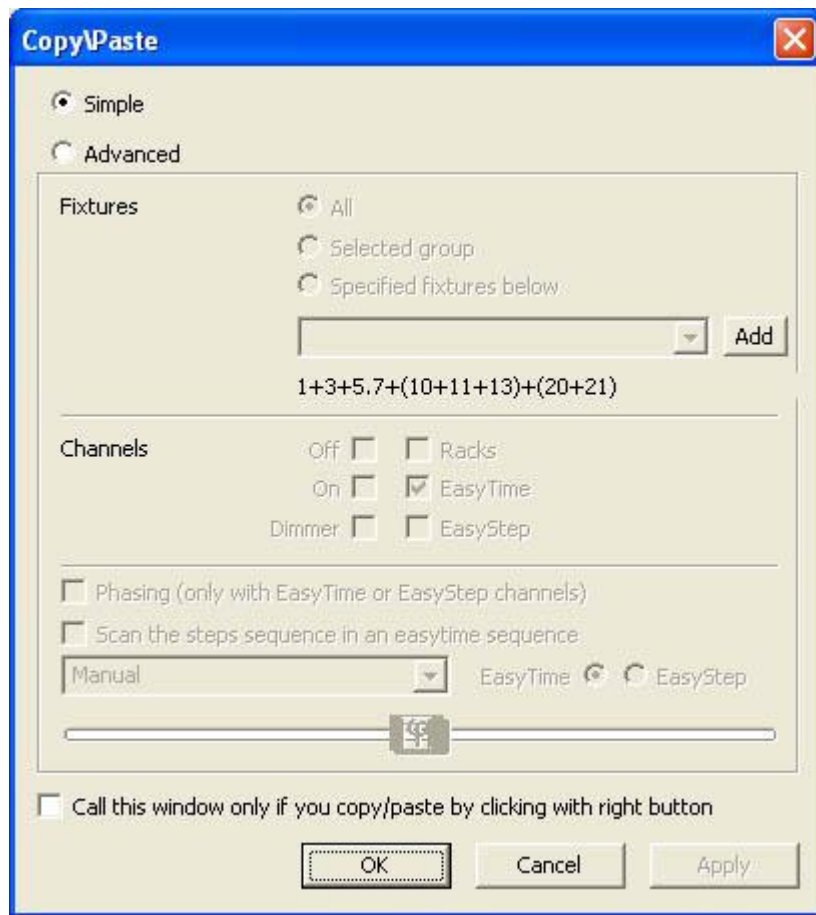 Copy\Paste
Simple
Advanced
Fixtures All
Selected group
Specified fixtures below
Add
1+3+5.7+(10+11+13)+(20+21)
Channels Off Racks
On EasyTime
Dimmer EasyStep
Phasing (only with EasyTime or EasyStep channels)
Scan the steps sequence in an easytime sequence
Manual EasyTime EasyStep
Call this window only if you copy/paste by clicking with right button
OK Cancel Apply